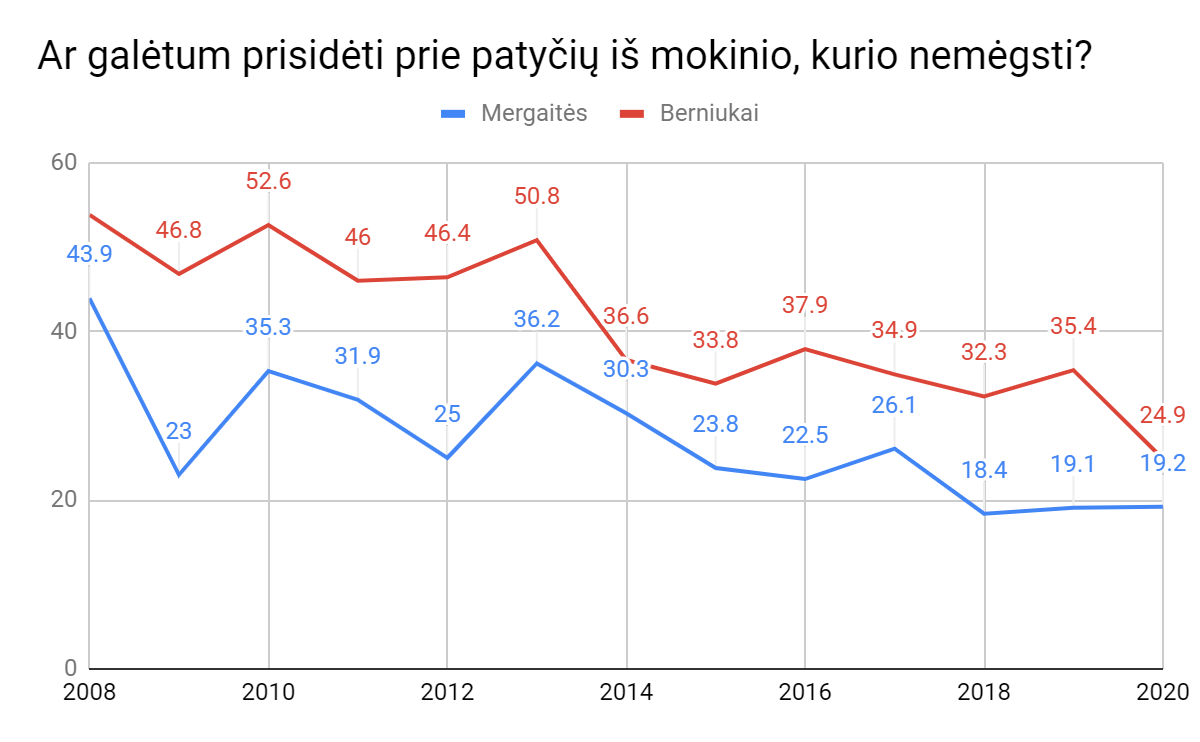 Ar galėtum prisidėti prie patyčių iš mokinio, kurio nemėgsti?
Mergaitės Berniukai
60
52.6
50.8
46.8
46 46.4
43.9
40
36.6 37.9
35.3 36.2 33.8 34.9 35.4
31.9 30.3 32.3
25 26.1 24.9
23 23.8 22.5
18.4 19.1 19.2
20
0
2008 2010 2012 2014 2016 2018 2020